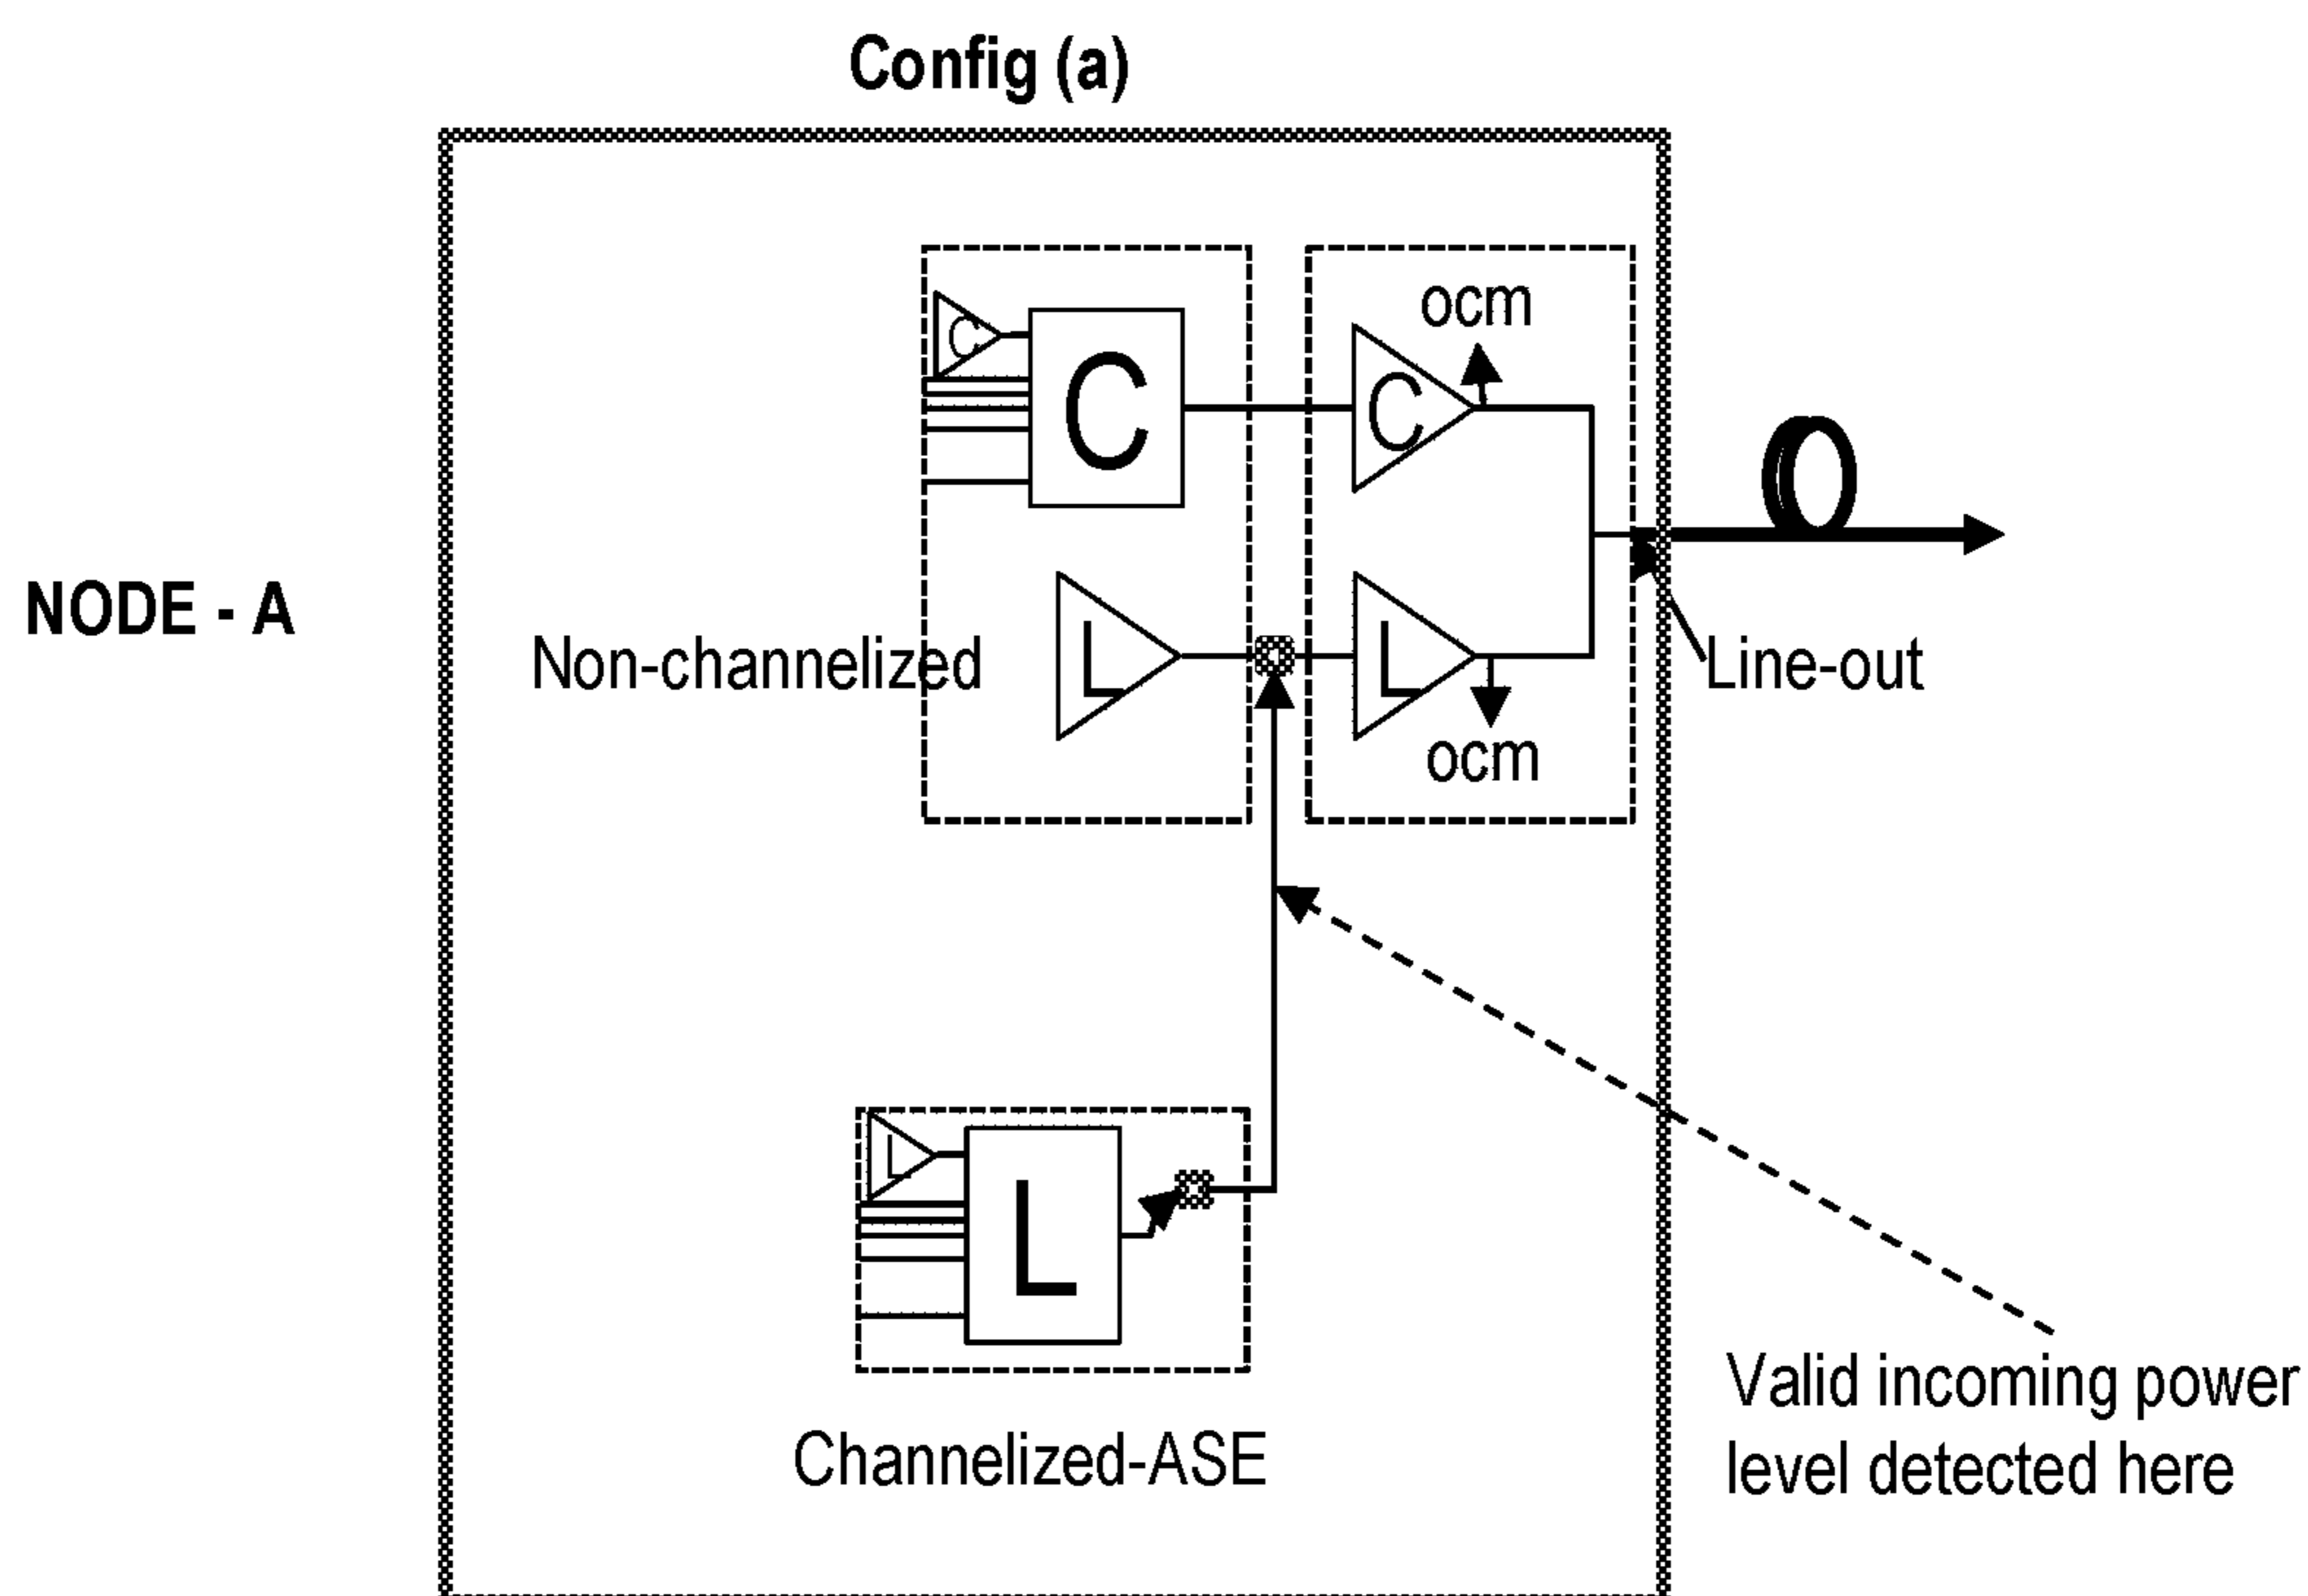 Config (a)
ocm
C
C
C
NODE - A
Non-channelized
L
L
Line-out
ocm
L
L
Channelized-ASE
Valid incoming power
level detected here